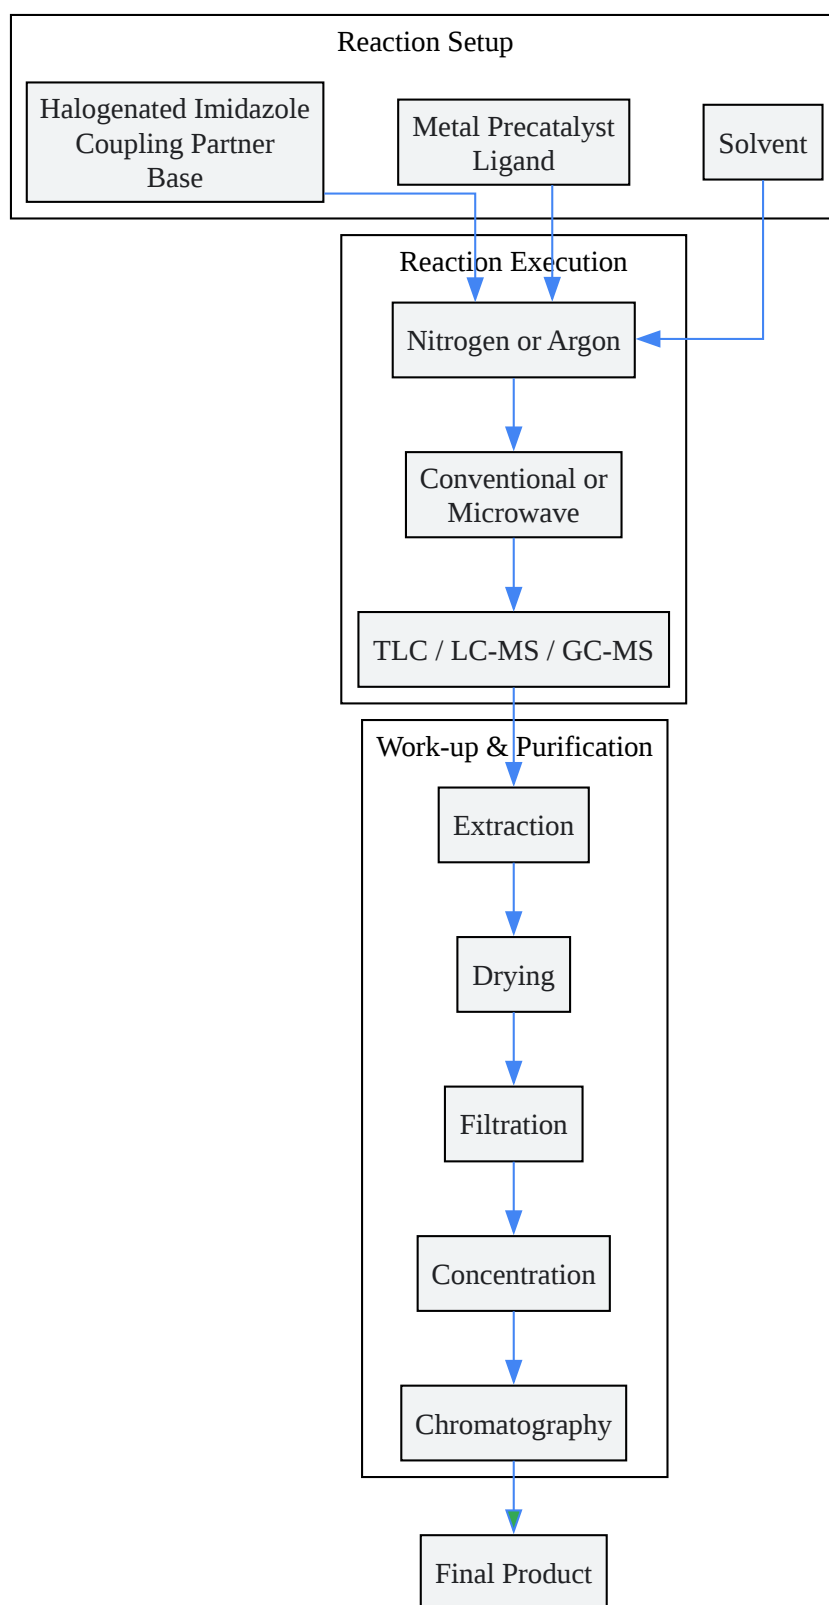 Reaction Setup
Halogenated Imidazole
Coupling Partner
Base
Metal Precatalyst
Ligand
Solvent
Reaction Execution
Nitrogen or Argon
Conventional or
Microwave
TLC / LC-MS / GC-MS
Work-up & Purification
Extraction
Drying
Filtration
Concentration
Chromatography
Final Product